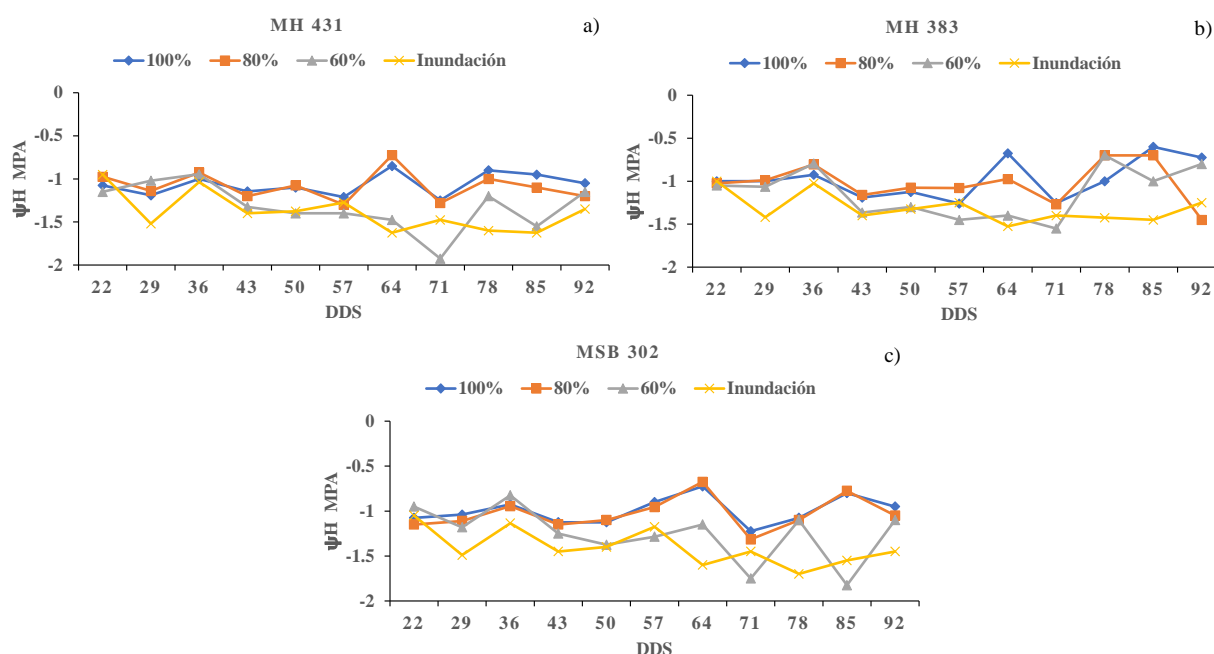 MH 431
a)
100% 80% 60% Inundación
0
-0.5
-1
-1.5
-2
ΨH MPA
22 29 36 43 50 57 64 71 78 85 92
DDS
MH 383
b)
100% 80% 60% Inundación
0
-0.5
-1
-1.5
-2
ΨH MPA
22 29 36 43 50 57 64 71 78 85 92
DDS
MSB 302
c)
100% 80% 60% Inundación
0
-0.5
-1
-1.5
-2
ΨH MPA
22 29 36 43 50 57 64 71 78 85 92
DDS